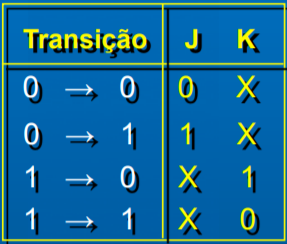 Transição J K
0 → 0 0 X
0 → 1 1 X
1 → 0 X 1
1 → 1 X 0